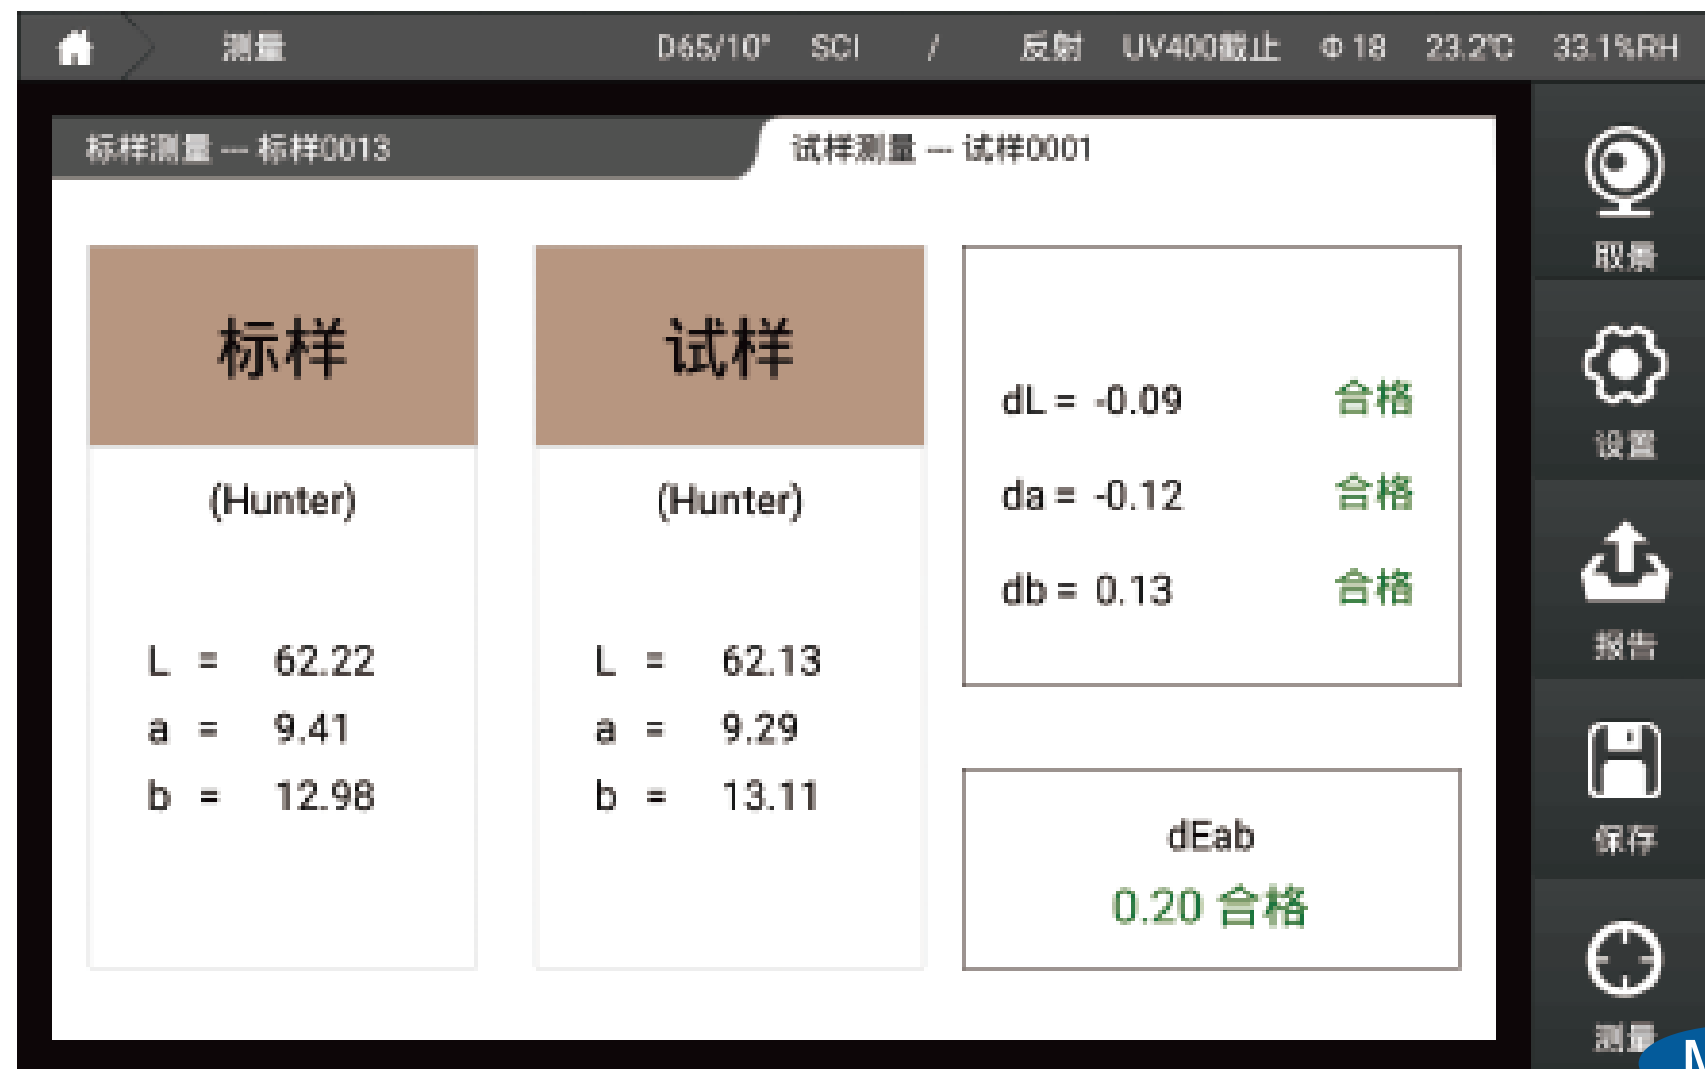 测量 D65/10° SCI / 反射 UV400截止 Φ18 23.2℃ 33.1%RH
标样测量 --- 标样0013
试样测量 --- 试样0001
标样
(Hunter)
L = 62.22
a = 9.41
b = 12.98
试样
(Hunter)
L = 62.13
a = 9.29
b = 13.11
dL = -0.09 合格
da = -0.12 合格
db = 0.13 合格
dEab
0.20 合格
取景
设置
报告
保存
测量